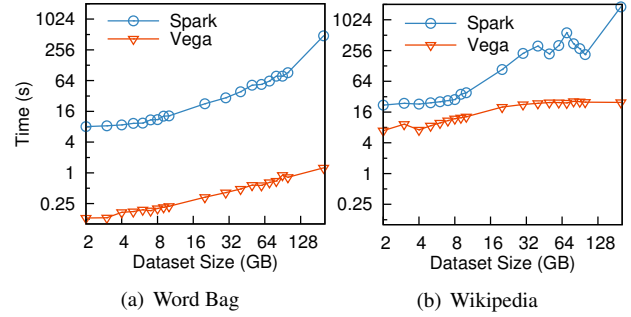 1024
256
64
16
4
1
0.25
Time (s)
Spark
Vega
2 4 8 16 32 64 128
Dataset Size (GB)
(a) Word Bag
1024
256
64
16
4
1
0.25
Spark
Vega
2 4 8 16 32 64 128
Dataset Size (GB)
(b) Wikipedia